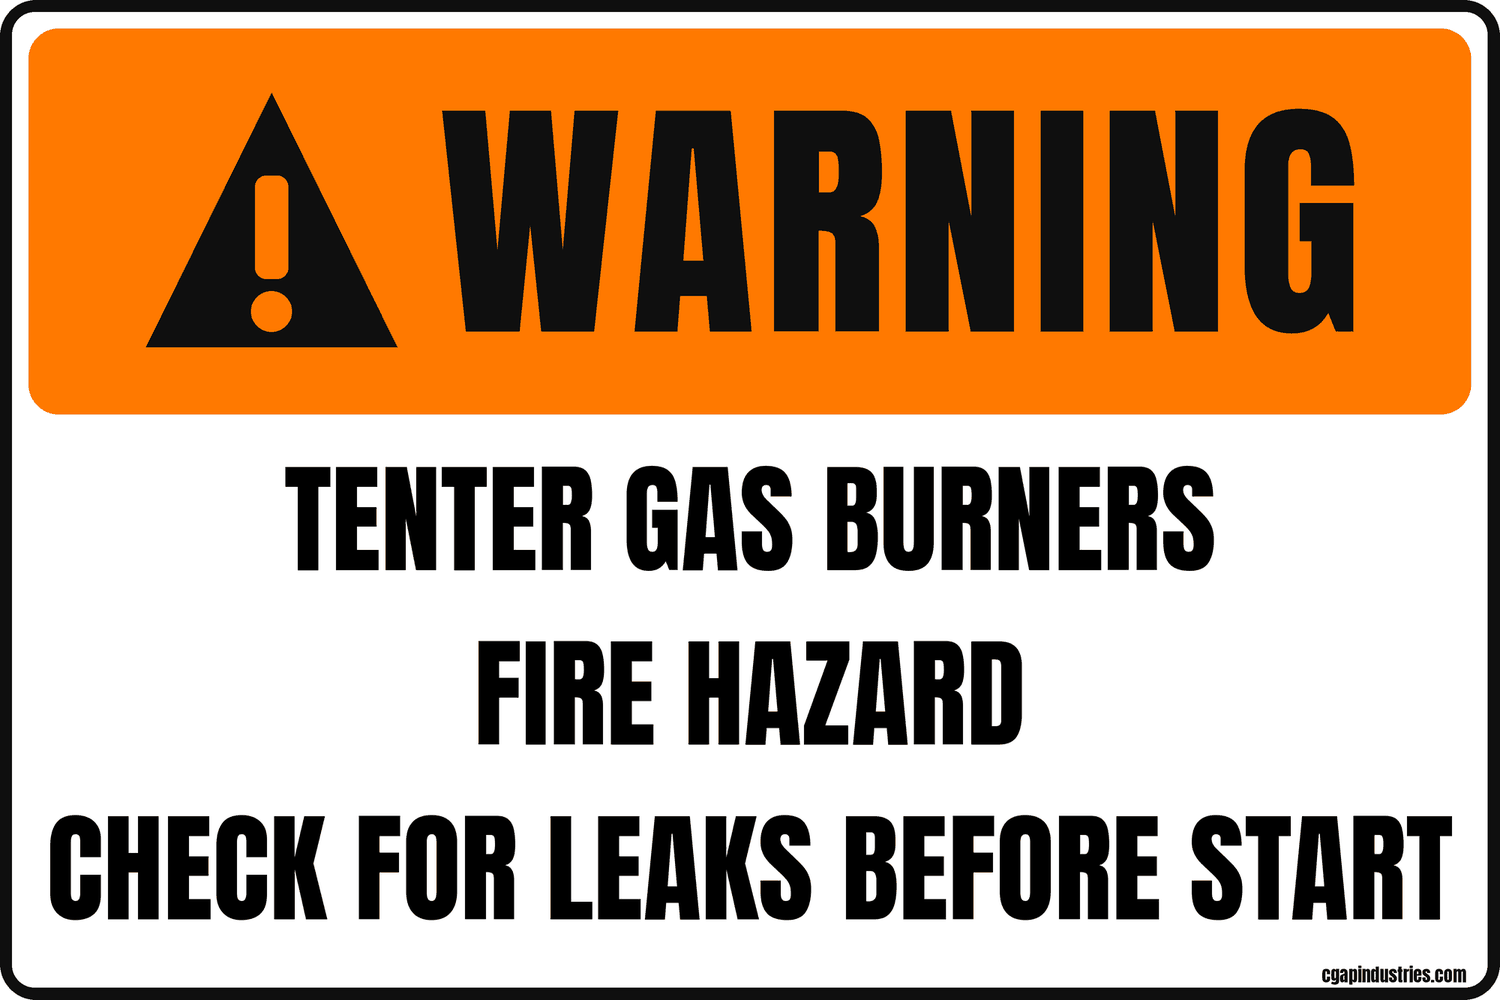 WARNING
TENTER GAS BURNERS
FIRE HAZARD
CHECK FOR LEAKS BEFORE START
cgapindustries.com